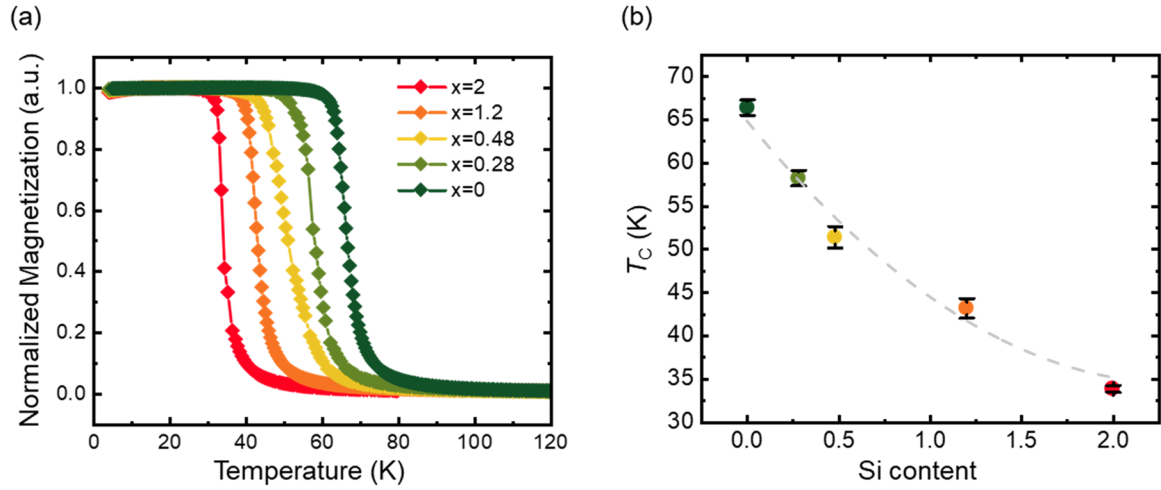 (a)
Normalized Magnetization (a.u.)
1.0
0.8
0.6
0.4
0.2
0.0
0
20
40
60
80
100
120
Temperature (K)
x=2
x=1.2
x=0.48
x=0.28
x=0
(b)
T_C (K)
70
65
60
55
50
45
40
35
30
0.0
0.5
1.0
1.5
2.0
Si content